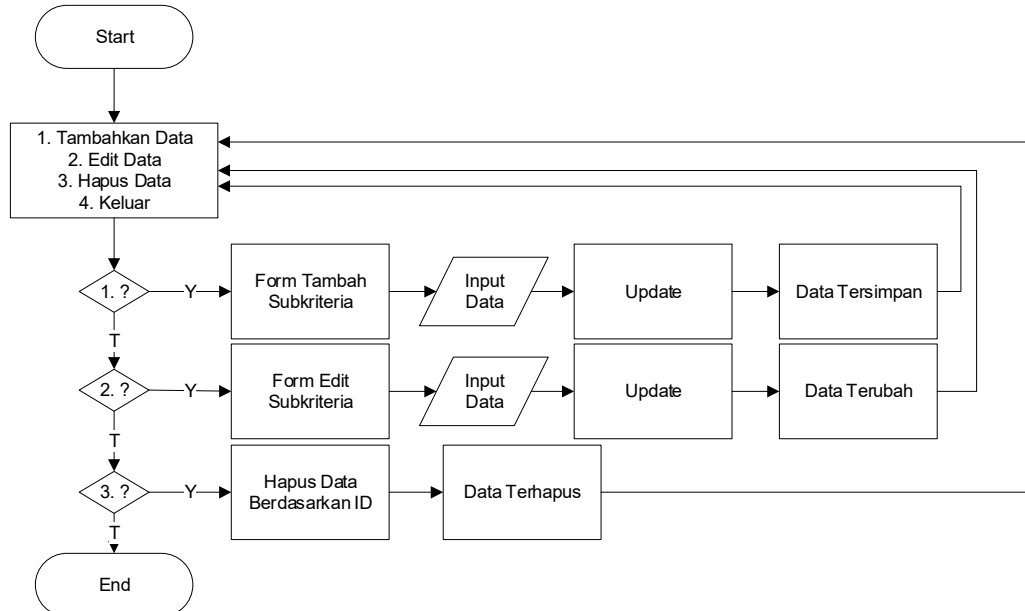 Start
1. Tambahkan Data
2. Edit Data
3. Hapus Data
4. Keluar
1. ?
Y
Form Tambah
Subkriteria
Input
Data
Update
Data Tersimpan
T
2. ?
Y
Form Edit
Subkriteria
Input
Data
Update
Data Terubah
T
3. ?
Y
Hapus Data
Berdasarkan ID
Data Terhapus
T
End